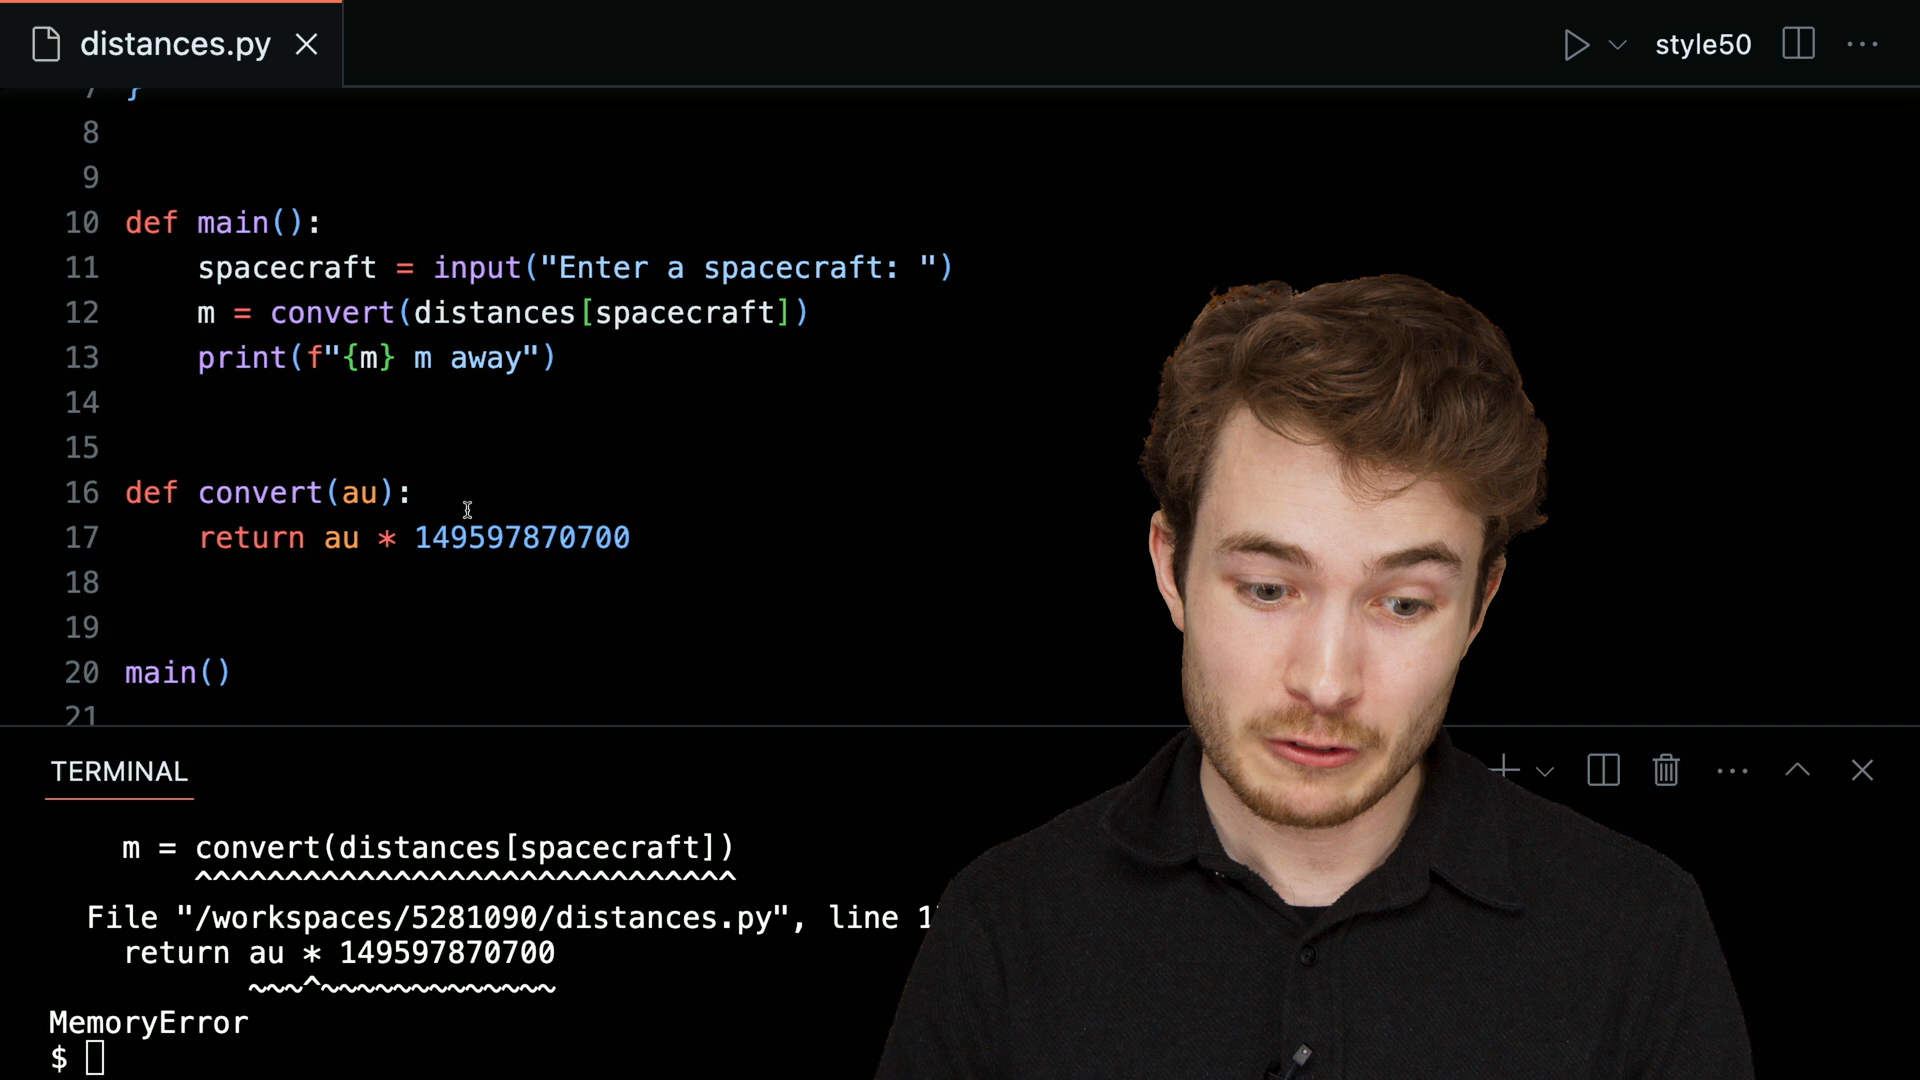 distances.py
style50
7 }
8
9
10 def main():
11     spacecraft = input("Enter a spacecraft: ")
12     m = convert(distances[spacecraft])
13     print(f"{m} m away")
14
15
16 def convert(au):
17     return au * 149597870700
18
19
20 main()
21
TERMINAL
    m = convert(distances[spacecraft])
        ^^^^^^^^^^^^^^^^^^^^^^^^^^^^^^
  File "/workspaces/5281090/distances.py", line
    return au * 149597870700
           ~~~^~~~~~~~~~~~~~
MemoryError
$